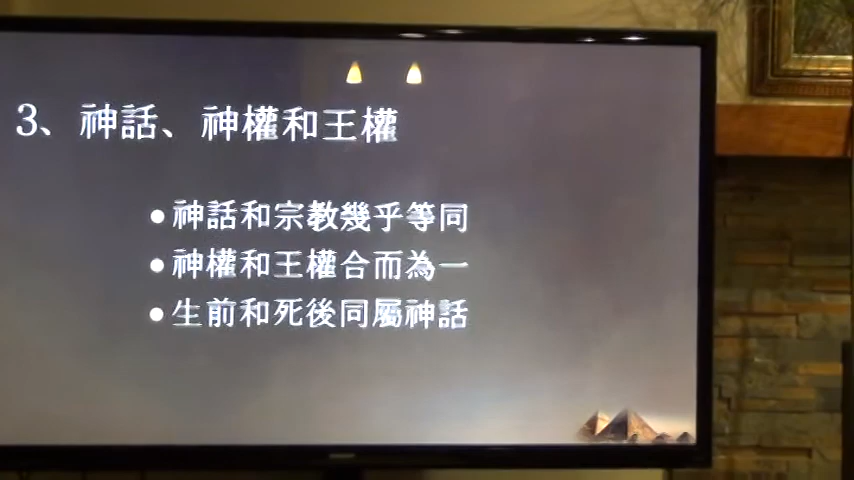 3、神話、神權和王權
•神話和宗教幾乎等同
•神權和王權合而為一
•生前和死後同屬神話